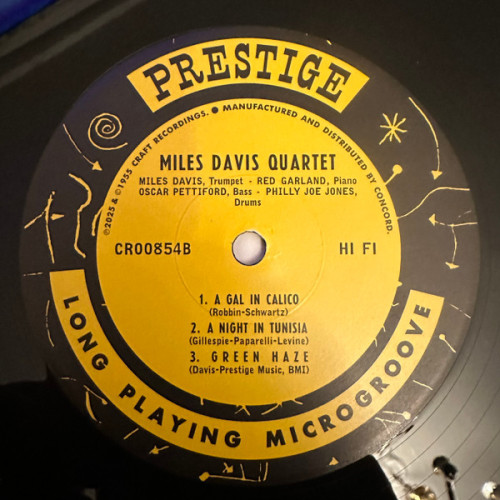 PRESTIGE
℗2025 & ©1955 CRAFT RECORDINGS. ● MANUFACTURED AND DISTRIBUTED BY CONCORD.
MILES DAVIS QUARTET
MILES DAVIS, Trumpet - RED GARLAND, Piano
OSCAR PETTIFORD, Bass - PHILLY JOE JONES,
Drums
CR00854B HI FI
1. A GAL IN CALICO
(Robbin-Schwartz)
2. A NIGHT IN TUNISIA
(Gillespie-Paparelli-Levine)
3. GREEN HAZE
(Davis-Prestige Music, BMI)
LONG PLAYING MICROGROOVE